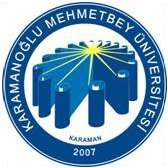 KARAMANOĞLU MEHMETBEY ÜNİVERSİTESİ
KARAMAN
2007